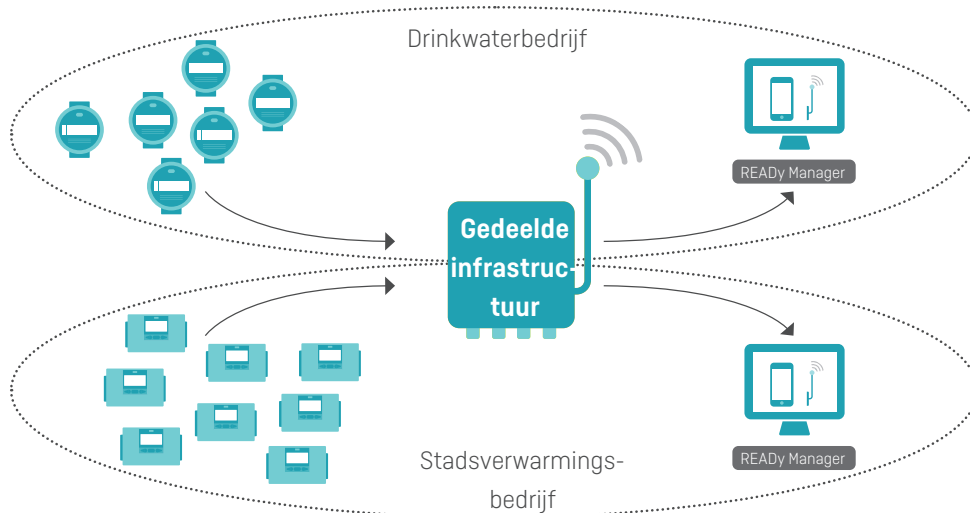 Drinkwaterbedrijf
READy Manager
Gedeelde
infrastruc-
tuur
READy Manager
Stadsverwarmings-
bedrijf